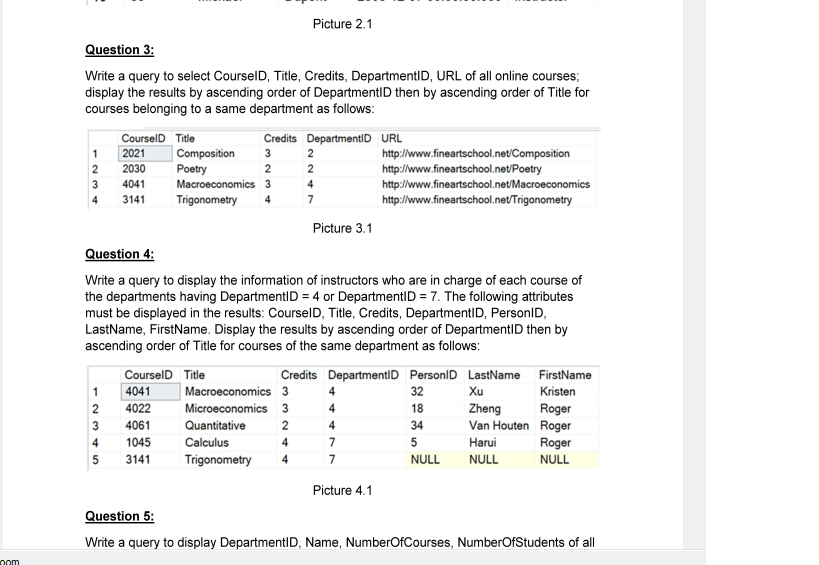 Picture 2.1
Question 3:
Write a query to select CourseID, Title, Credits, DepartmentID, URL of all online courses;
display the results by ascending order of DepartmentID then by ascending order of Title for
courses belonging to a same department as follows:
CourseID Title Credits DepartmentID URL
1 2021 Composition 3 2 http://www.fineartschool.net/Composition
2 2030 Poetry 2 2 http://www.fineartschool.net/Poetry
3 4041 Macroeconomics 3 4 http://www.fineartschool.net/Macroeconomics
4 3141 Trigonometry 4 7 http://www.fineartschool.net/Trigonometry
Picture 3.1
Question 4:
Write a query to display the information of instructors who are in charge of each course of
the departments having DepartmentID = 4 or DepartmentID = 7. The following attributes
must be displayed in the results: CourseID, Title, Credits, DepartmentID, PersonID,
LastName, FirstName. Display the results by ascending order of DepartmentID then by
ascending order of Title for courses of the same department as follows:
CourseID Title Credits DepartmentID PersonID LastName FirstName
1 4041 Macroeconomics 3 4 32 Xu Kristen
2 4022 Microeconomics 3 4 18 Zheng Roger
3 4061 Quantitative 2 4 34 Van Houten Roger
4 1045 Calculus 4 7 5 Harui Roger
5 3141 Trigonometry 4 7 NULL NULL NULL
Picture 4.1
Question 5:
Write a query to display DepartmentID, Name, NumberOfCourses, NumberOfStudents of all